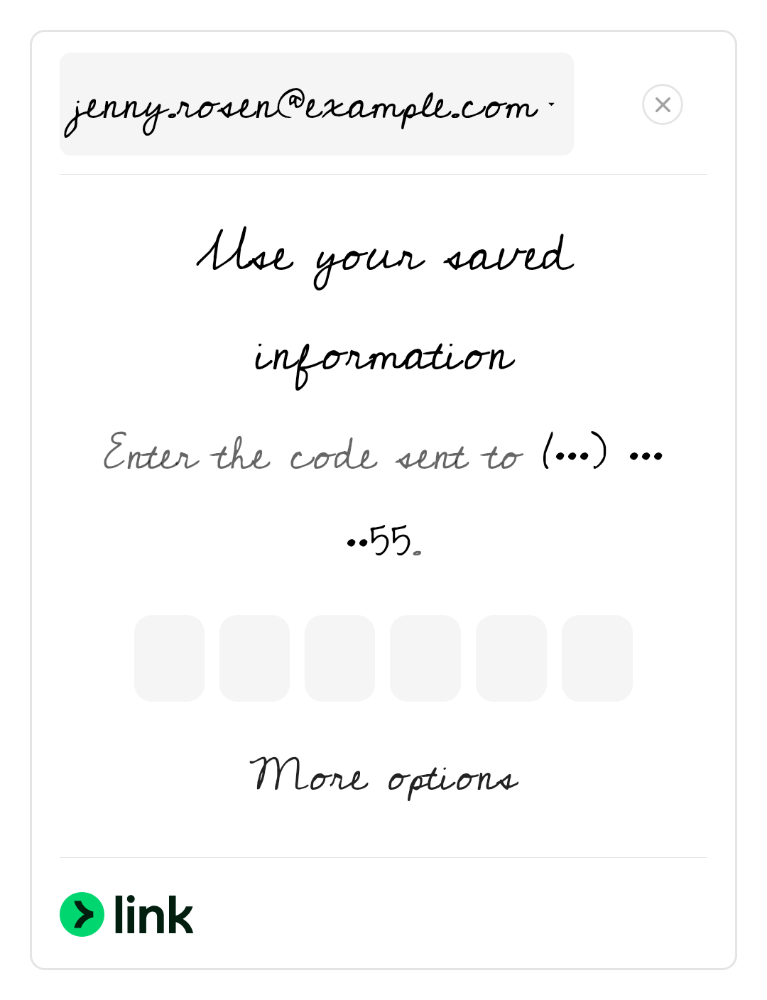 jenny.rosen@example.com
Use your saved
information
Enter the code sent to (•••) •••
••55.
More options
link